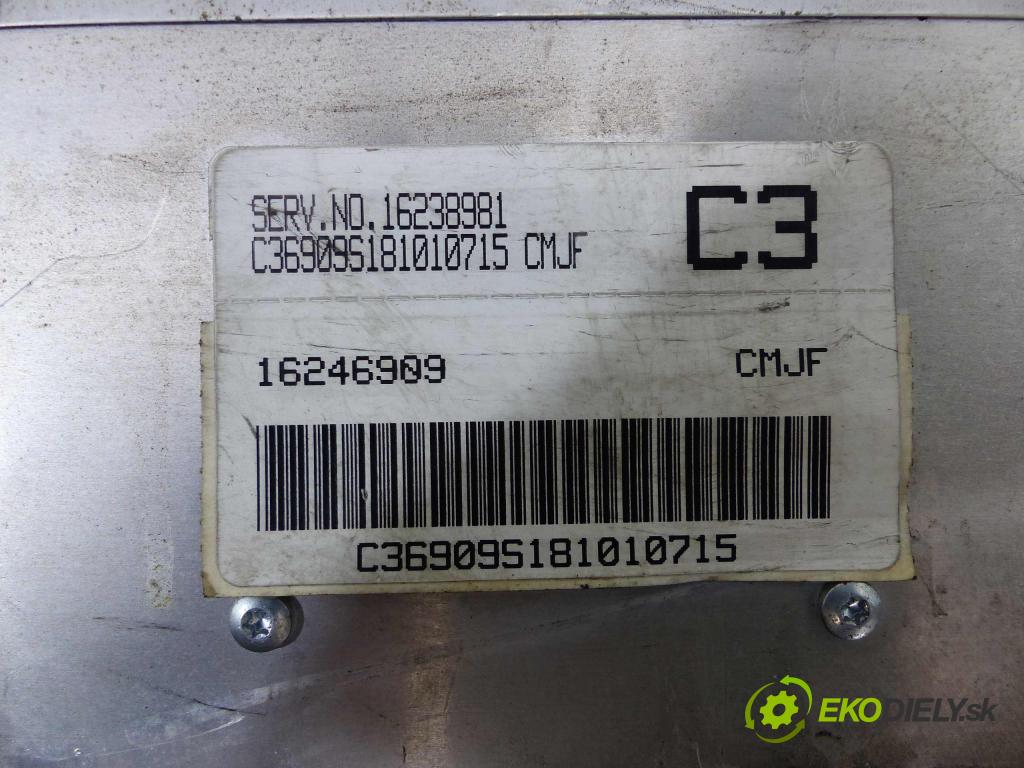 SERV.NO.16238981
C36909S181010715 CMJF
C3
16246909 CMJF
C36909S181010715
EKODIELY.sk